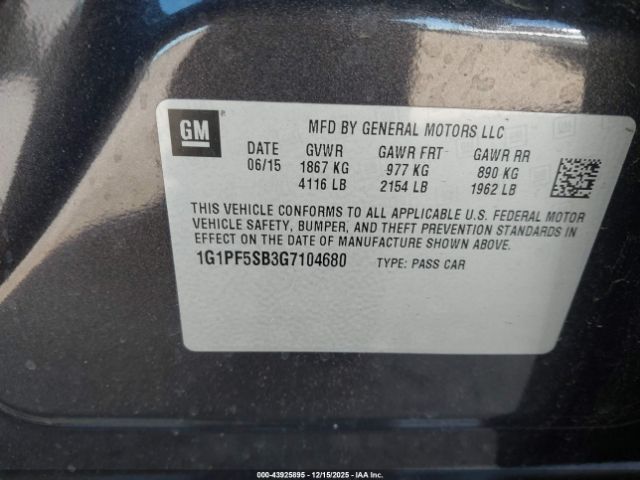 GM
MFD BY GENERAL MOTORS LLC
DATE GVWR GAWR FRT GAWR RR
06/15 1867 KG 977 KG 890 KG
4116 LB 2154 LB 1962 LB
THIS VEHICLE CONFORMS TO ALL APPLICABLE U.S. FEDERAL MOTOR
VEHICLE SAFETY, BUMPER, AND THEFT PREVENTION STANDARDS IN
EFFECT ON THE DATE OF MANUFACTURE SHOWN ABOVE.
1G1PF5SB3G7104680 TYPE: PASS CAR
000-43925895 - 12/15/2025 - IAA Inc.